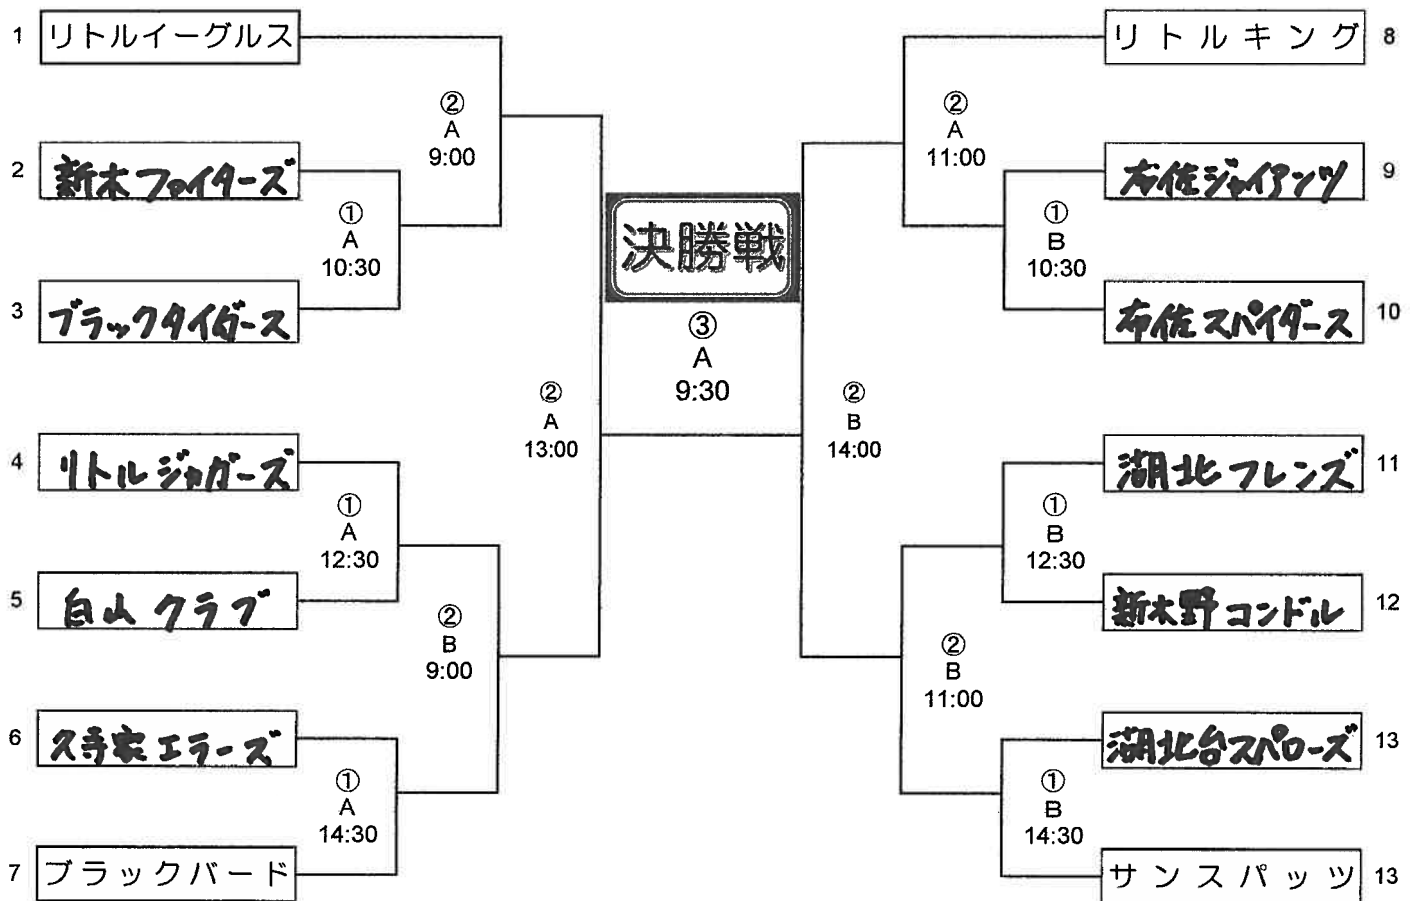 1 リトルイーグルス
② A 9:00
2 新木ファイターズ
① A 10:30
3 ブラックタイガース
② A 13:00
4 リトルジャガーズ
① A 12:30
5 白山クラブ
② B 9:00
6 久寺家エラーズ
① A 14:30
7 ブラックバード
決勝戦
③ A 9:30
リトルキング 8
② A 11:00
布佐ジャイアンツ 9
① B 10:30
布佐スパイダース 10
② B 14:00
湖北フレンズ 11
① B 12:30
新木野コンドル 12
② B 11:00
湖北台スパローズ 13
① B 14:30
サンスパッツ 13